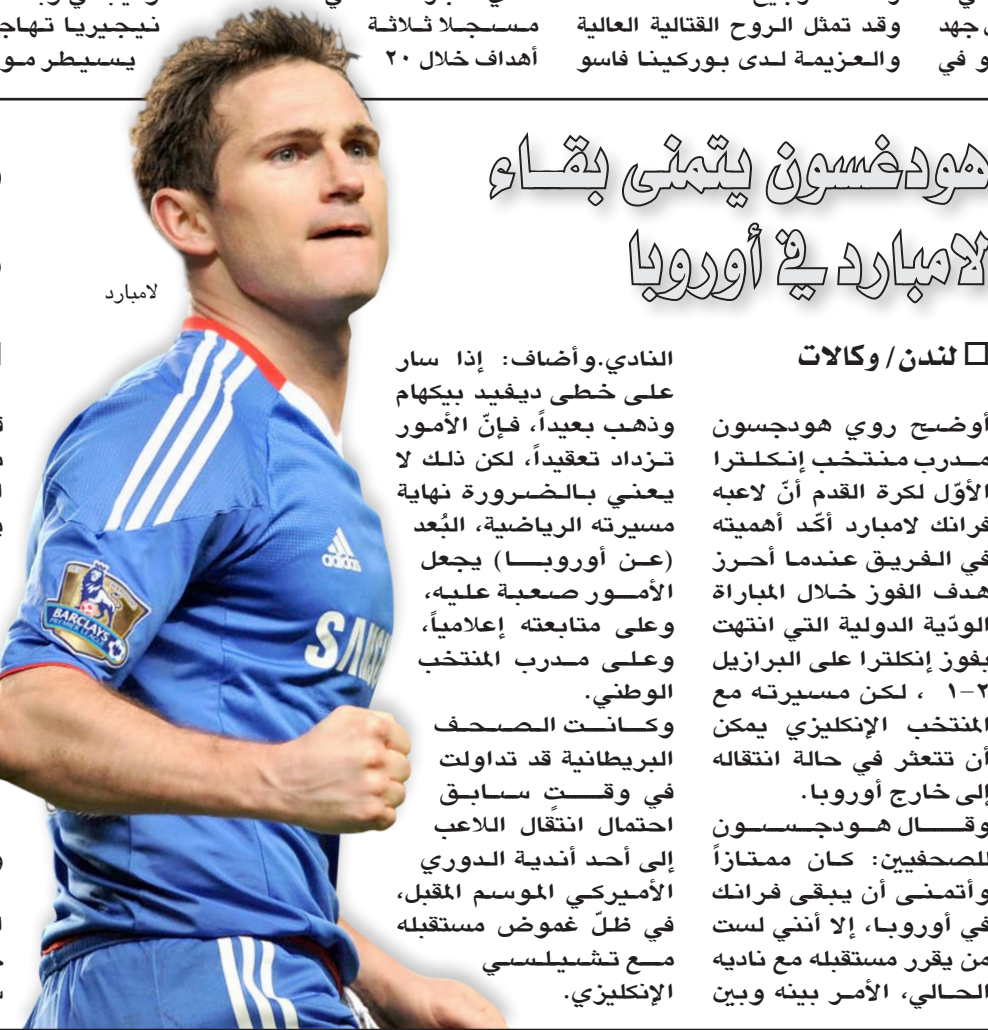 جهد
و في
وقد تمثل الروح القتالية العالية
والعزيمة لدى بوركينا فاسو
مسجلا ثلاثة
أهداف خلال ٢٠
نيجيريا تهاجـ
يسيطر مو
هودغسون يتمنى بقاء
لامبارد في أوروبا
لامبارد
□ لندن/ وكالات
أوضح روي هودجسون
مدرب منتخب إنكلترا
الأوّل لكرة القدم أنّ لاعبه
فرانك لامبارد أكّد أهميته
في الفريق عندما أحرز
هدف الفوز خلال المباراة
الودّية الدولية التي انتهت
بفوز إنكلترا على البرازيل
٢-١ ، لكن مسيرته مع
المنتخب الإنكليزي يمكن
أن تتعثر في حالة انتقاله
إلى خارج أوروبا.
وقال هودجسون
للصحفيين: كان ممتازاً
وأتمنى أن يبقى فرانك
في أوروبا، إلا أنني لست
من يقرر مستقبله مع ناديه
الحالي، الأمر بينه وبين
النادي.وأضاف: إذا سار
على خطى ديفيد بيكهام
وذهب بعيداً، فإنّ الأمور
تزداد تعقيداً، لكن ذلك لا
يعني بالضرورة نهاية
مسيرته الرياضية، البُعد
(عن أوروبا) يجعل
الأمور صعبة عليه،
وعلى متابعته إعلامياً،
وعلى مدرب المنتخب
الوطني.
وكانت الصحف
البريطانية قد تداولت
في وقتٍ سابق
احتمال انتقال اللاعب
إلى أحد أندية الدوري
الأميركي الموسم المقبل،
في ظلّ غموض مستقبله
مع تشيلسي
الإنكليزي.
adidas
SAMS
BARCLAYS
PREMIER LEAGUE